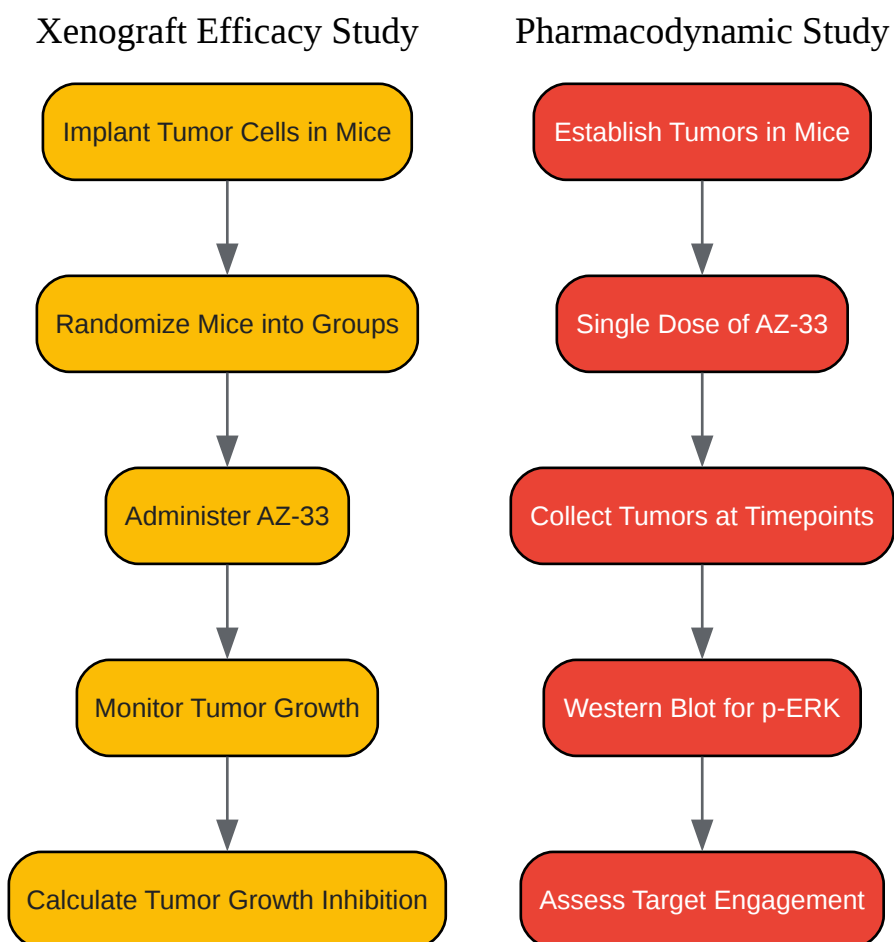 Xenograft Efficacy Study
Implant Tumor Cells in Mice
Randomize Mice into Groups
Administer AZ-33
Monitor Tumor Growth
Calculate Tumor Growth Inhibition
Pharmacodynamic Study
Establish Tumors in Mice
Single Dose of AZ-33
Collect Tumors at Timepoints
Western Blot for p-ERK
Assess Target Engagement